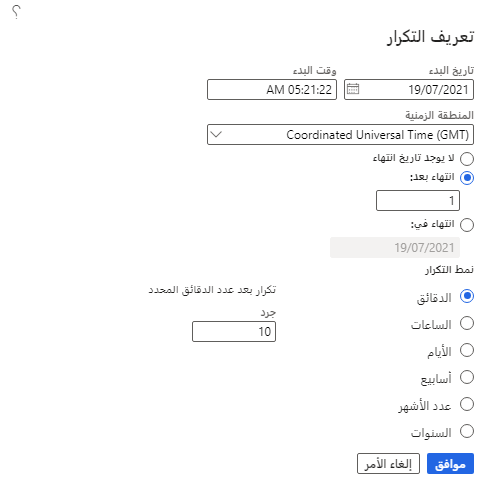 ؟
تعريف التكرار
تاريخ البدء
وقت البدء
19/07/2021
05:21:22 AM
المنطقة الزمنية
Coordinated Universal Time (GMT)
لا يوجد تاريخ انتهاء
انتهاء بعد:
1
انتهاء في:
19/07/2021
نمط التكرار
الدقائق
الساعات
الأيام
أسابيع
عدد الأشهر
السنوات
تكرار بعد عدد الدقائق المحدد
جرد
10
موافق
إلغاء الأمر